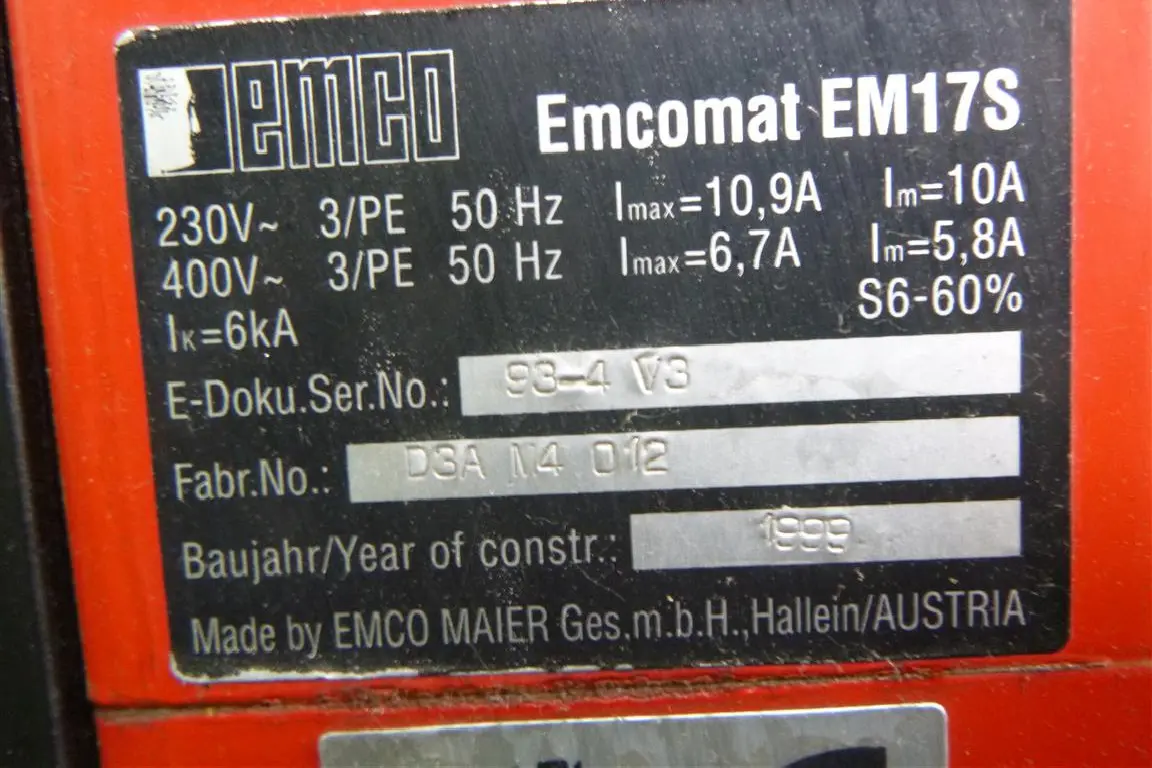 emco Emcomat EM17S
230V~ 3/PE 50 Hz Imax=10,9A Im=10A
400V~ 3/PE 50 Hz Imax=6,7A Im=5,8A
S6-60%
IK=6kA
E-Doku.Ser.No.: 93-4 V3
Fabr.No.: D3A M4 012
Baujahr/Year of constr.: 1999
Made by EMCO MAIER Ges.m.b.H.,Hallein/AUSTRIA